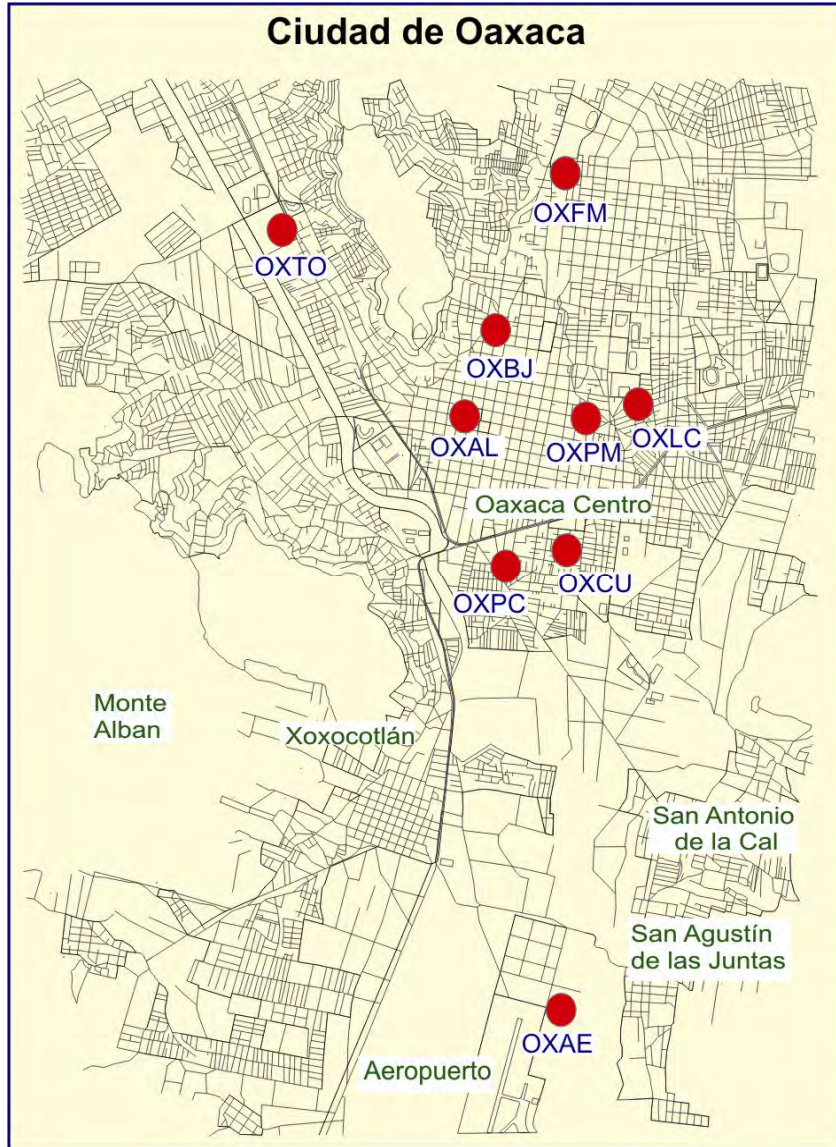 Ciudad de Oaxaca
OXFM
OXTO
OXBJ
OXAL
OXPM
OXLC
Oaxaca Centro
OXPC
OXCU
Monte
Alban
Xoxocotlán
San Antonio
de la Cal
San Agustín
de las Juntas
OXAE
Aeropuerto